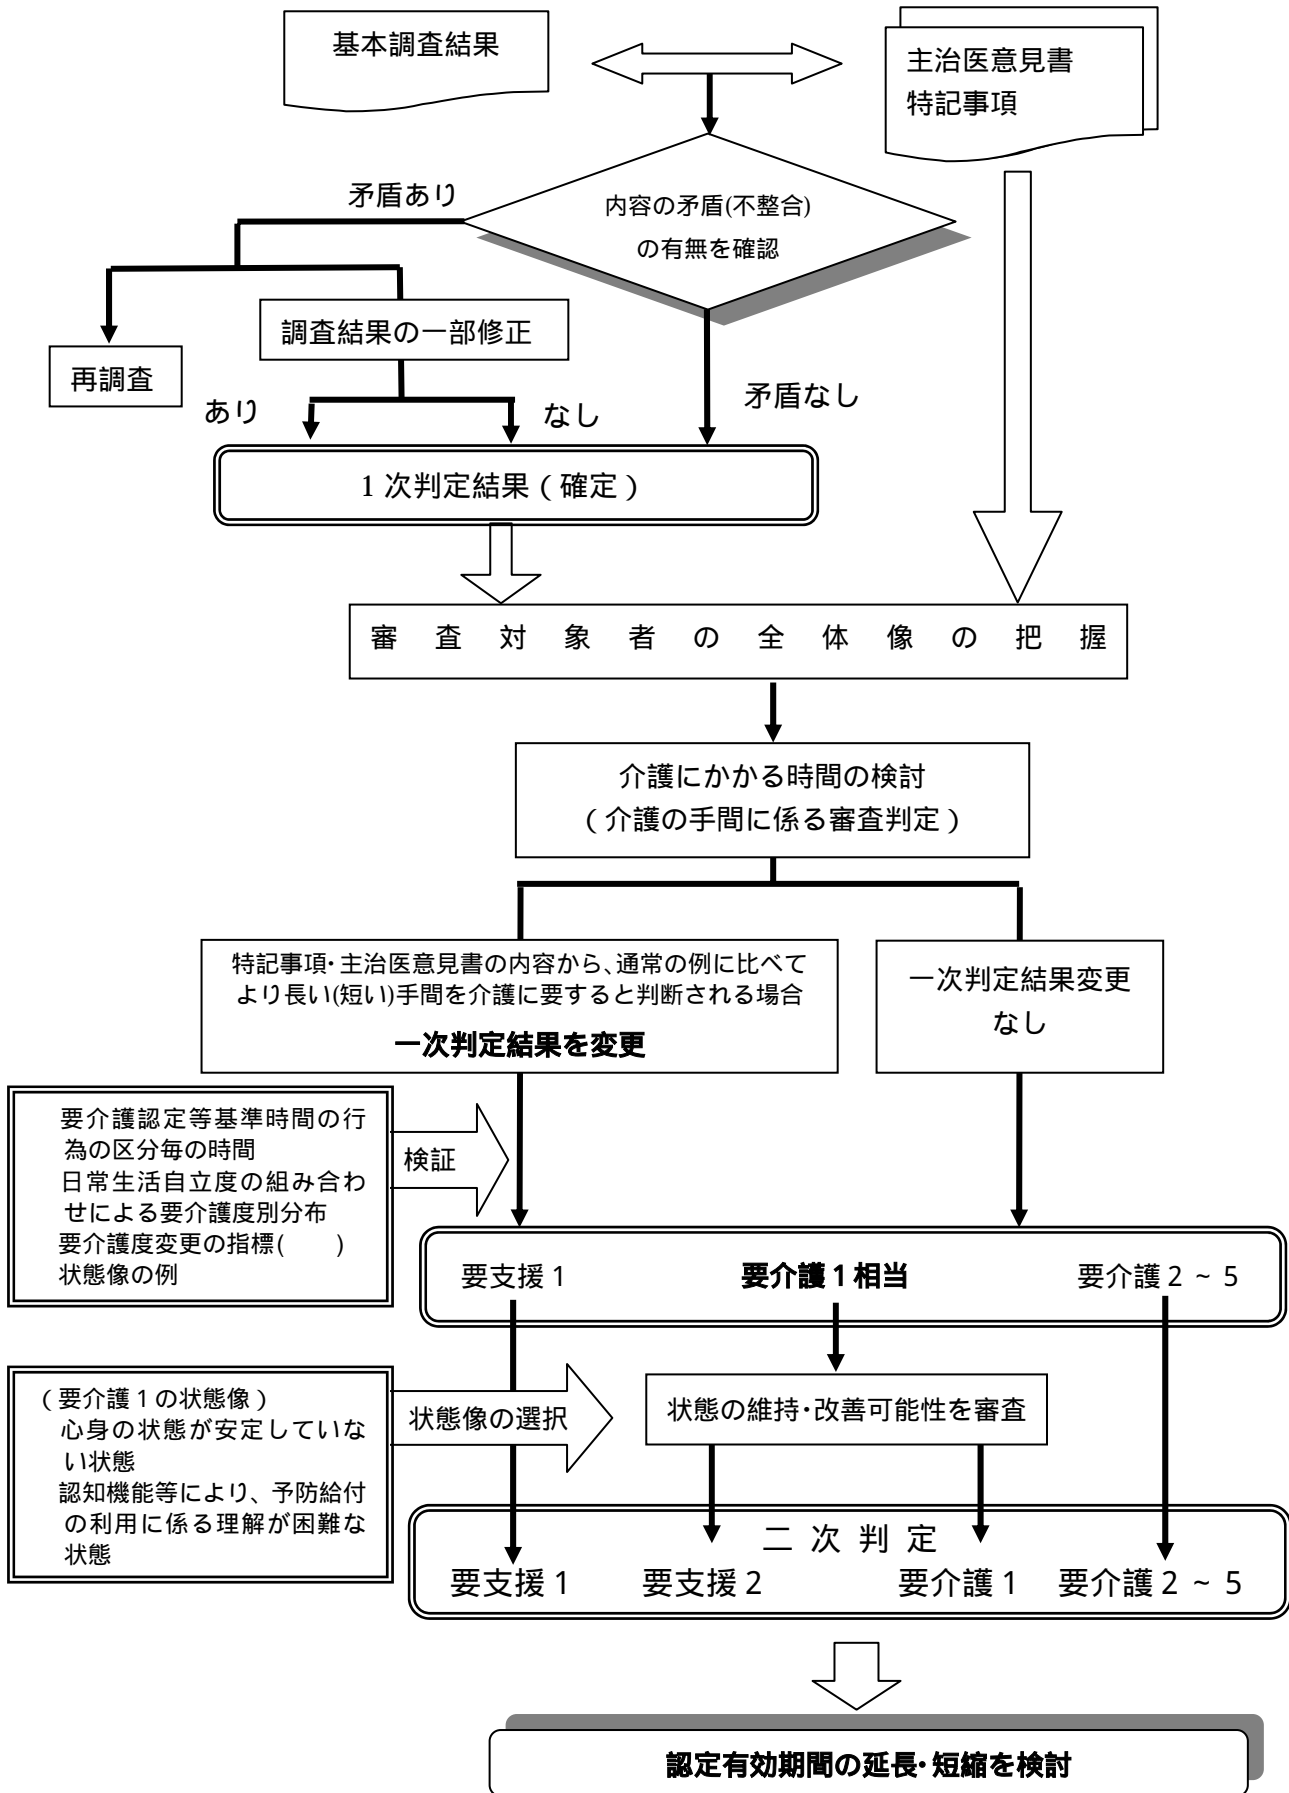 基本調査結果
主治医意見書
特記事項
矛盾あり
内容の矛盾(不整合)
の有無を確認
調査結果の一部修正
再調査
あり
なし
矛盾なし
1 次判定結果（確定）
審査対象者の全体像の把握
介護にかかる時間の検討
（介護の手間に係る審査判定）
特記事項・主治医意見書の内容から、通常の例に比べて
より長い(短い)手間を介護に要すると判断される場合
一次判定結果を変更
一次判定結果変更
なし
要介護認定等基準時間の行
為の区分毎の時間
日常生活自立度の組み合わ
せによる要介護度別分布
要介護度変更の指標(　　)
状態像の例
検証
要支援１
要介護１相当
要介護２～５
（要介護１の状態像）
心身の状態が安定していな
い状態
認知機能等により、予防給付
の利用に係る理解が困難な
状態
状態像の選択
状態の維持・改善可能性を審査
二次判定
要支援１
要支援２
要介護１
要介護２～５
認定有効期間の延長・短縮を検討